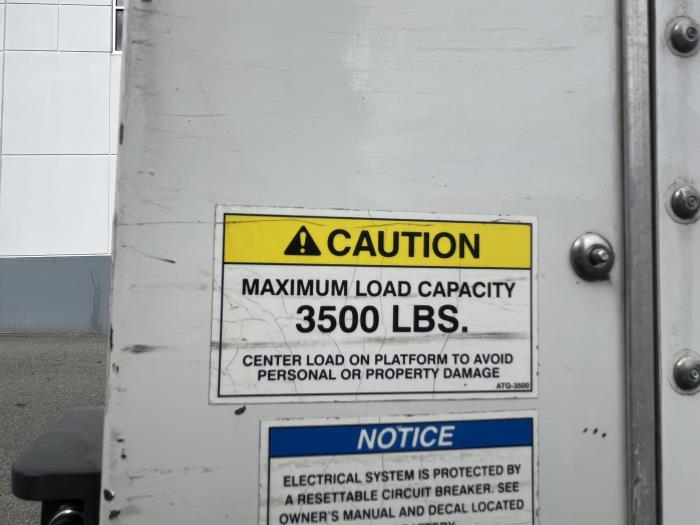 CAUTION
MAXIMUM LOAD CAPACITY
3500 LBS.
CENTER LOAD ON PLATFORM TO AVOID
PERSONAL OR PROPERTY DAMAGE
ATG-3500
NOTICE
ELECTRICAL SYSTEM IS PROTECTED BY
A RESETTABLE CIRCUIT BREAKER. SEE
OWNER'S MANUAL AND DECAL LOCATED
BATTERY